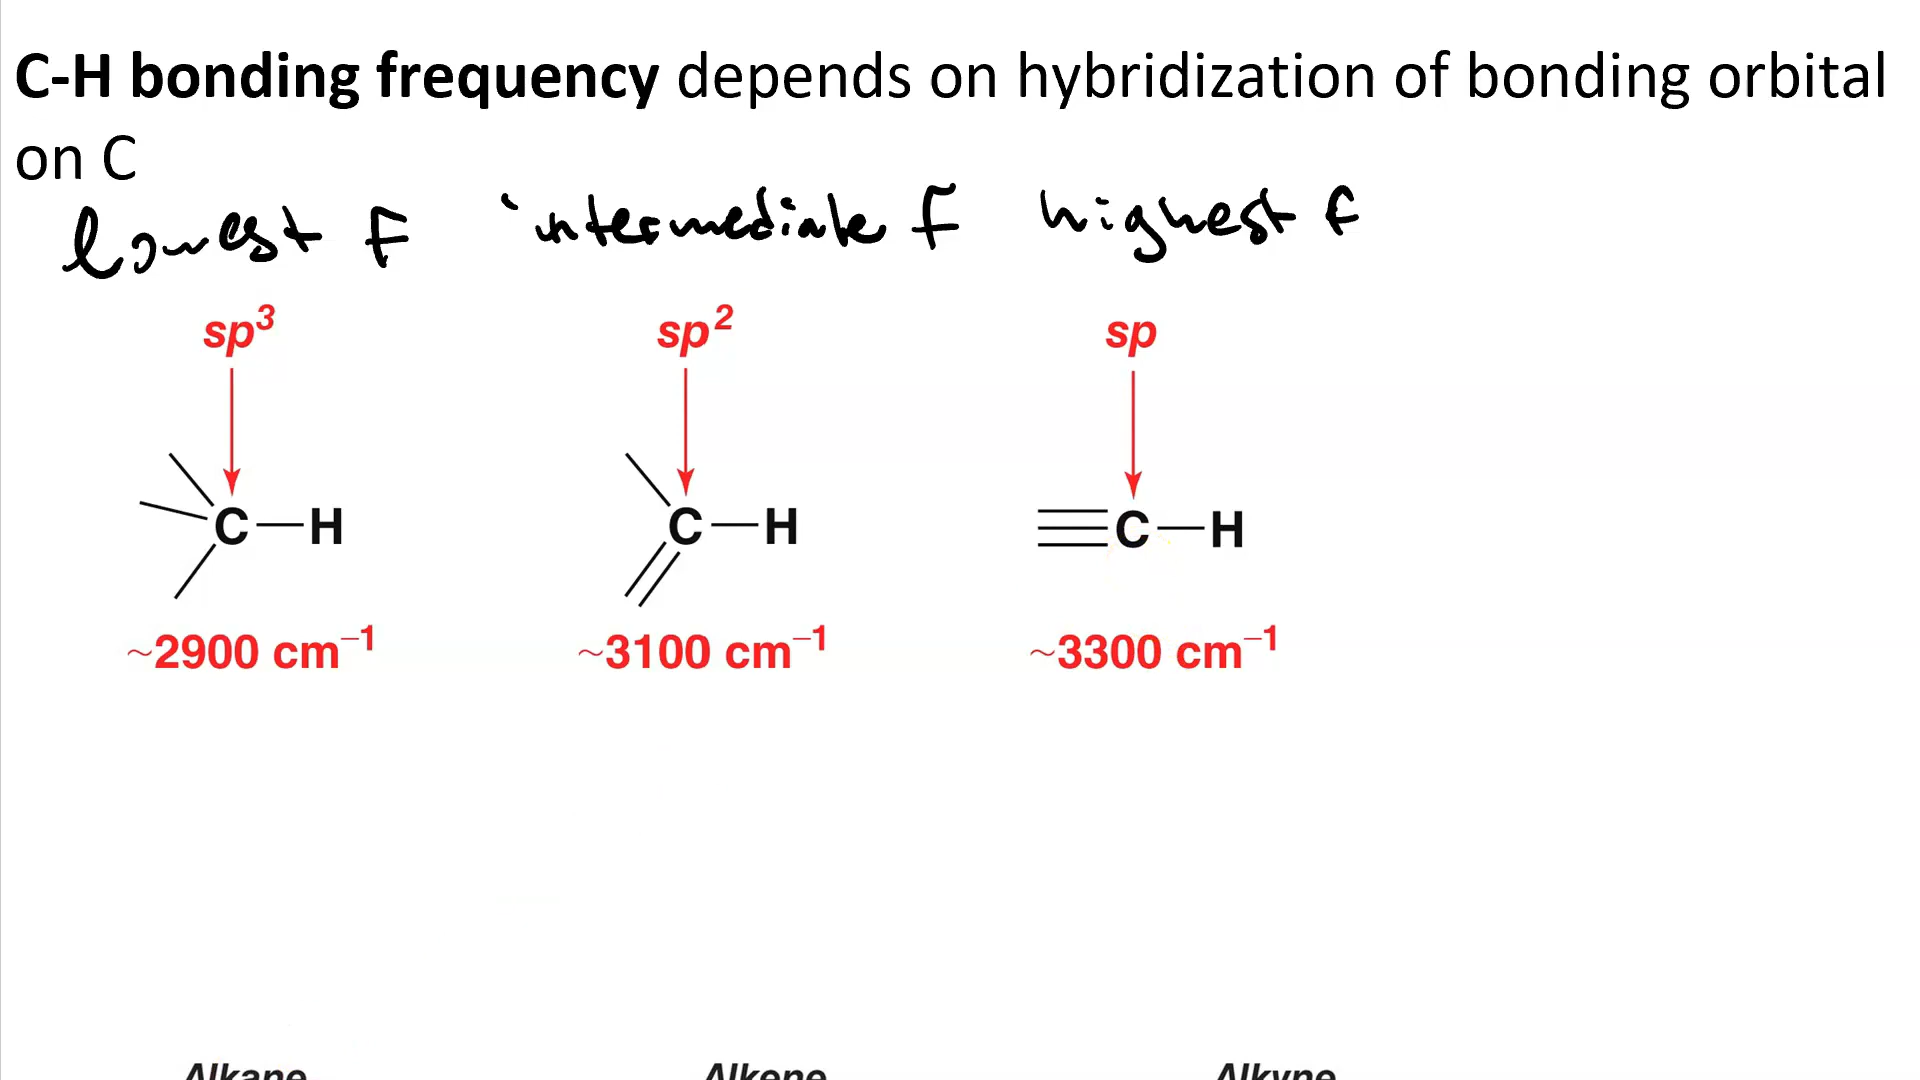 C-H bonding frequency depends on hybridization of bonding orbital
on C
lowest f intermediate f highest f
sp³ sp² sp
C—H C—H C—H
~2900 cm⁻¹ ~3100 cm⁻¹ ~3300 cm⁻¹
Alkane Alkene Alkyne